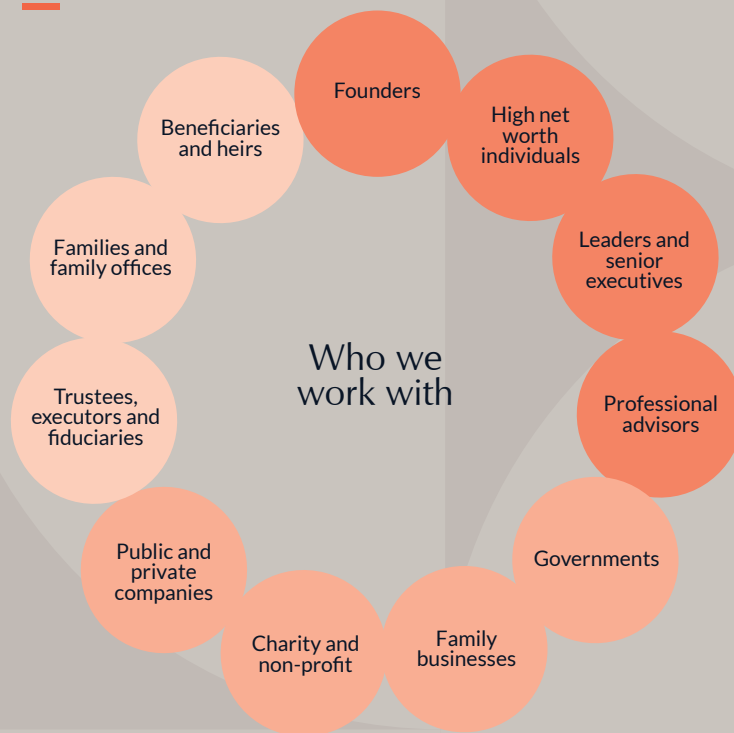 Who we
work with
Founders
High net
worth
individuals
Leaders and
senior
executives
Professional
advisors
Governments
Family
businesses
Charity and
non-profit
Public and
private
companies
Trustees,
executors and
fiduciaries
Families and
family offices
Beneficiaries
and heirs